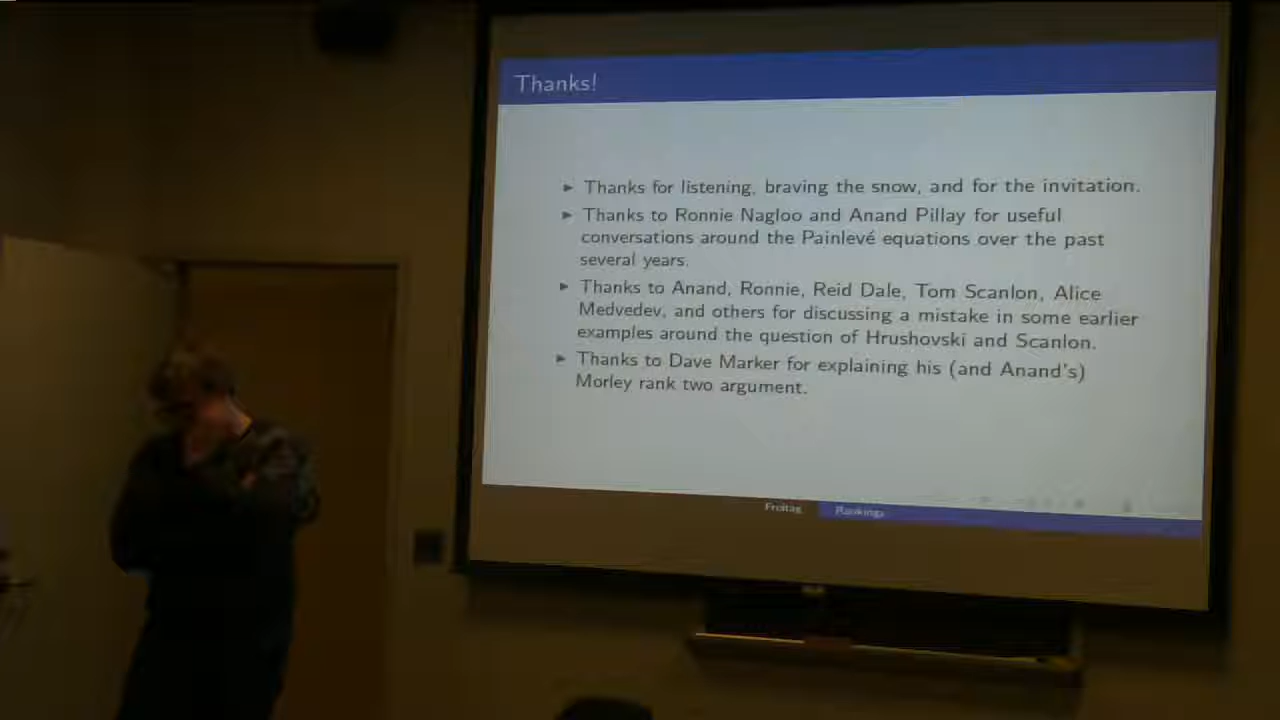 Thanks!
► Thanks for listening, braving the snow, and for the invitation.
► Thanks to Ronnie Nagloo and Anand Pillay for useful
conversations around the Painlevé equations over the past
several years.
► Thanks to Anand, Ronnie, Reid Dale, Tom Scanlon, Alice
Medvedev, and others for discussing a mistake in some earlier
examples around the question of Hrushovski and Scanlon.
► Thanks to Dave Marker for explaining his (and Anand's)
Morley rank two argument.
Freitag Rankings